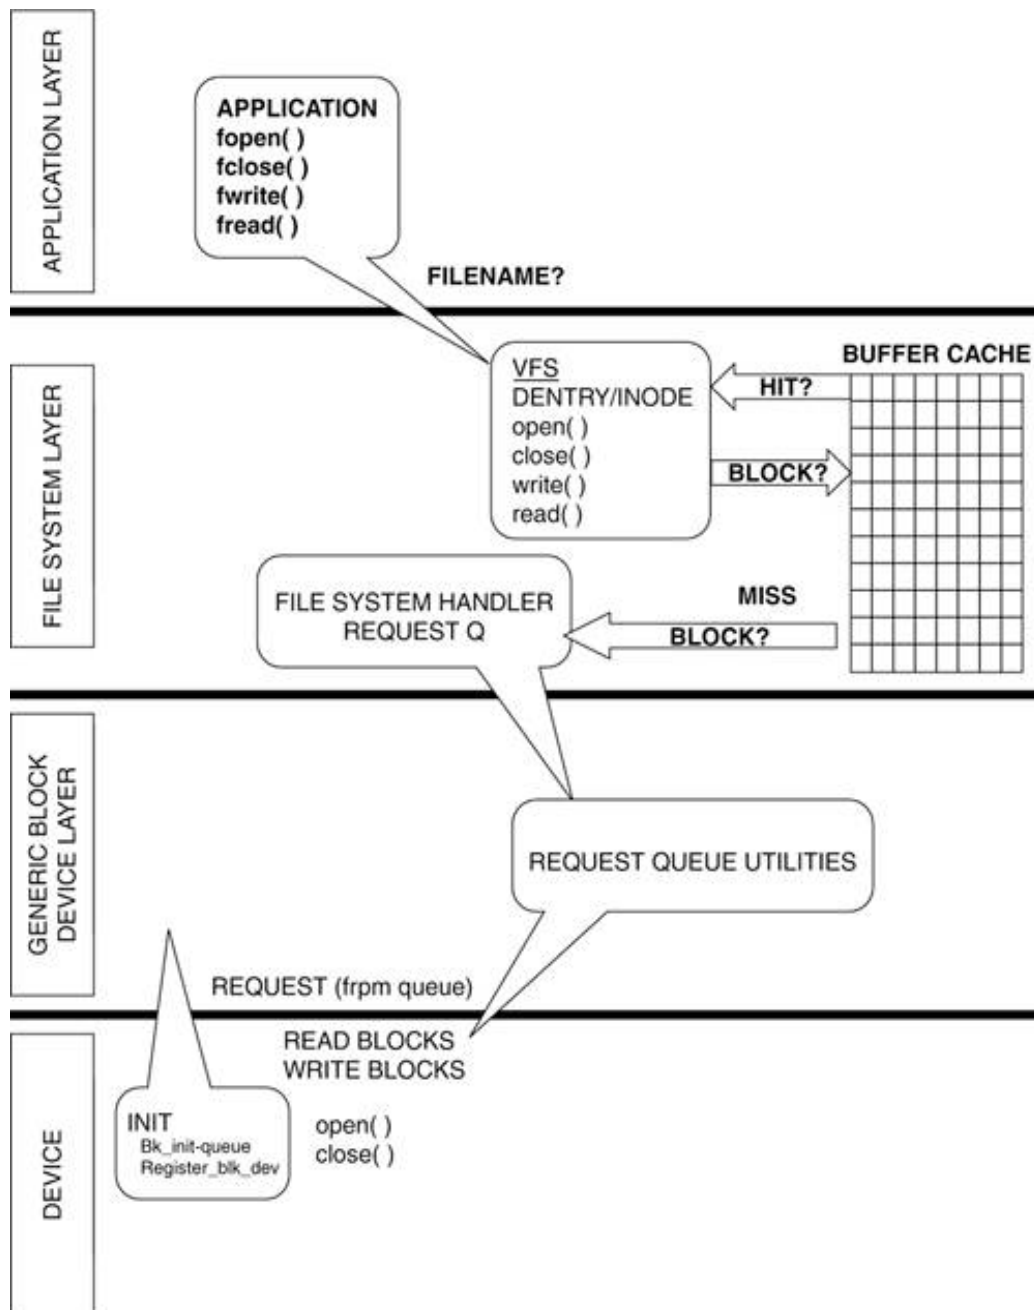 APPLICATION LAYER
APPLICATION
fopen( )
fclose( )
fwrite( )
fread( )
FILENAME?
FILE SYSTEM LAYER
VFS
DENTRY/INODE
open( )
close( )
write( )
read( )
BUFFER CACHE
HIT?
BLOCK?
FILE SYSTEM HANDLER
REQUEST Q
MISS
BLOCK?
GENERIC BLOCK
DEVICE LAYER
REQUEST QUEUE UTILITIES
REQUEST (frpm queue)
DEVICE
READ BLOCKS
WRITE BLOCKS
INIT
Bk_init-queue
Register_blk_dev
open( )
close( )